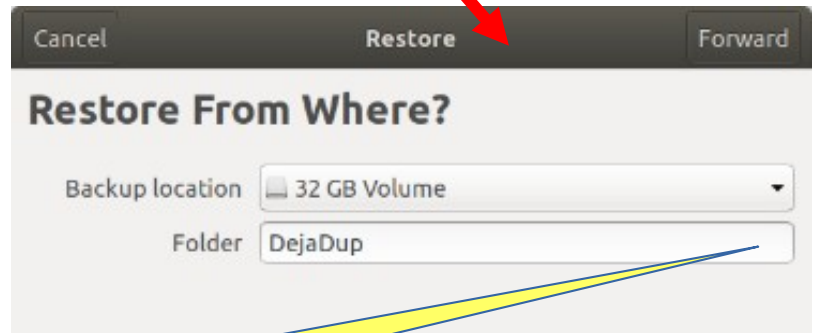 Cancel Restore Forward
Restore From Where?
Backup location 32 GB Volume
Folder DejaDup